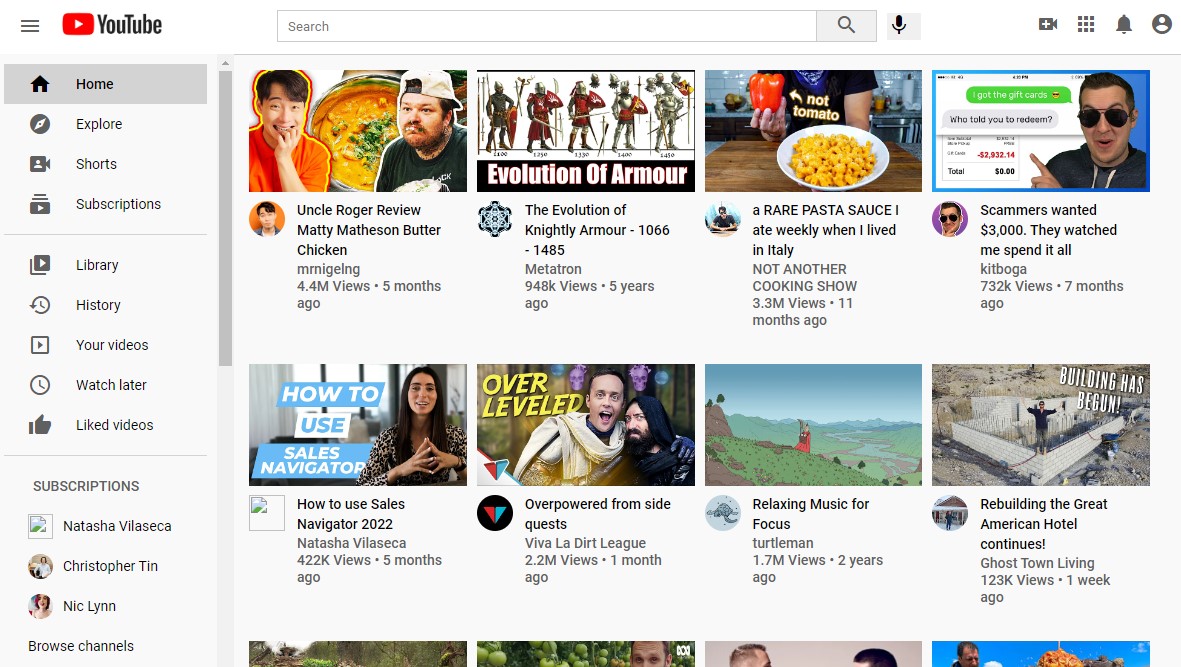 YouTube
Search
Home
Explore
Shorts
Subscriptions
Library
History
Your videos
Watch later
Liked videos
SUBSCRIPTIONS
Natasha Vilaseca
Christopher Tin
Nic Lynn
Browse channels
1100 1250 1330 1400 1450
Evolution Of Armour
not
tomato
4:20 PM
I got the gift cards 😎
Who told you to redeem?
Store Pickup FREE
Gift Cards -$2,932.14
Total $0.00
Uncle Roger Review
Matty Matheson Butter
Chicken
mrnigelng
4.4M Views • 5 months
ago
The Evolution of
Knightly Armour - 1066
- 1485
Metatron
948k Views • 5 years
ago
a RARE PASTA SAUCE I
ate weekly when I lived
in Italy
NOT ANOTHER
COOKING SHOW
3.3M Views • 11
months ago
Scammers wanted
$3,000. They watched
me spend it all
kitboga
732k Views • 7 months
ago
HOW TO
USE
SALES
NAVIGATOR
OVER
LEVELED
BUILDING HAS
BEGUN!
How to use Sales
Navigator 2022
Natasha Vilaseca
422K Views • 5 months
ago
Overpowered from side
quests
Viva La Dirt League
2.2M Views • 1 month
ago
Relaxing Music for
Focus
turtleman
1.7M Views • 2 years
ago
Rebuilding the Great
American Hotel
continues!
Ghost Town Living
123K Views • 1 week
ago